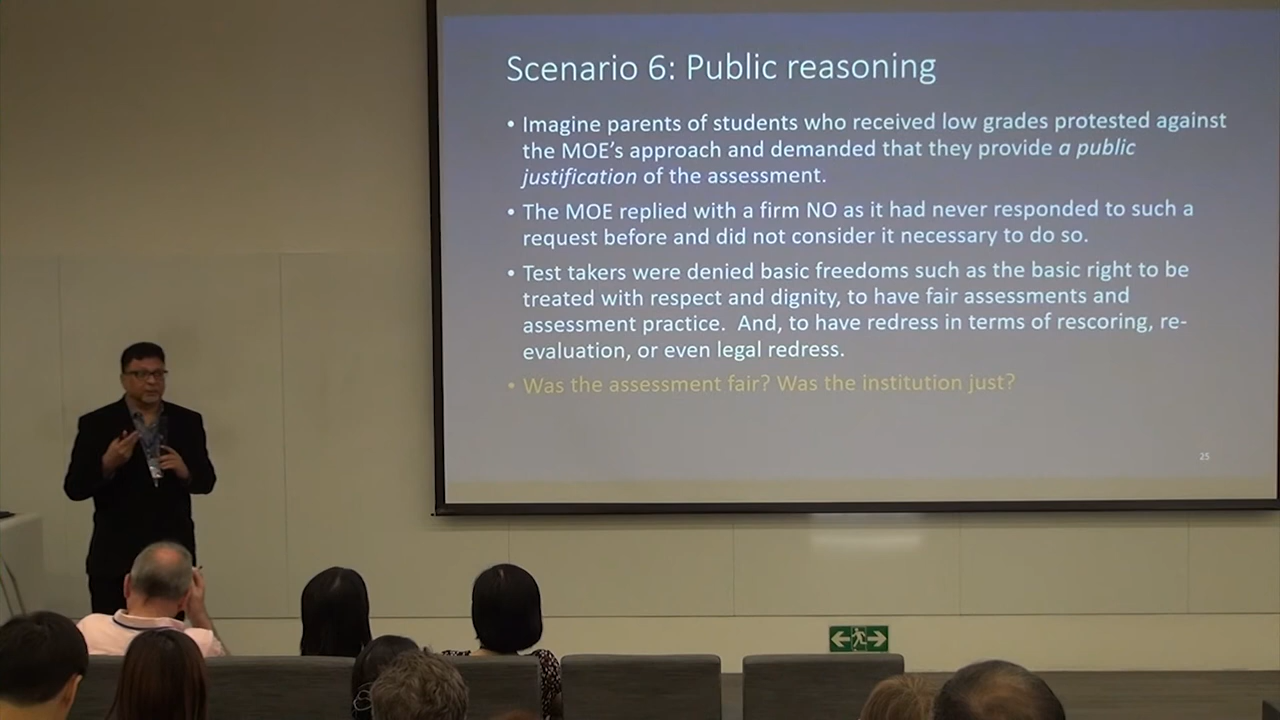 Scenario 6: Public reasoning
• Imagine parents of students who received low grades protested against
the MOE's approach and demanded that they provide a public
justification of the assessment.
• The MOE replied with a firm NO as it had never responded to such a
request before and did not consider it necessary to do so.
• Test takers were denied basic freedoms such as the basic right to be
treated with respect and dignity, to have fair assessments and
assessment practice.  And, to have redress in terms of rescoring, re-
evaluation, or even legal redress.
• Was the assessment fair? Was the institution just?
25